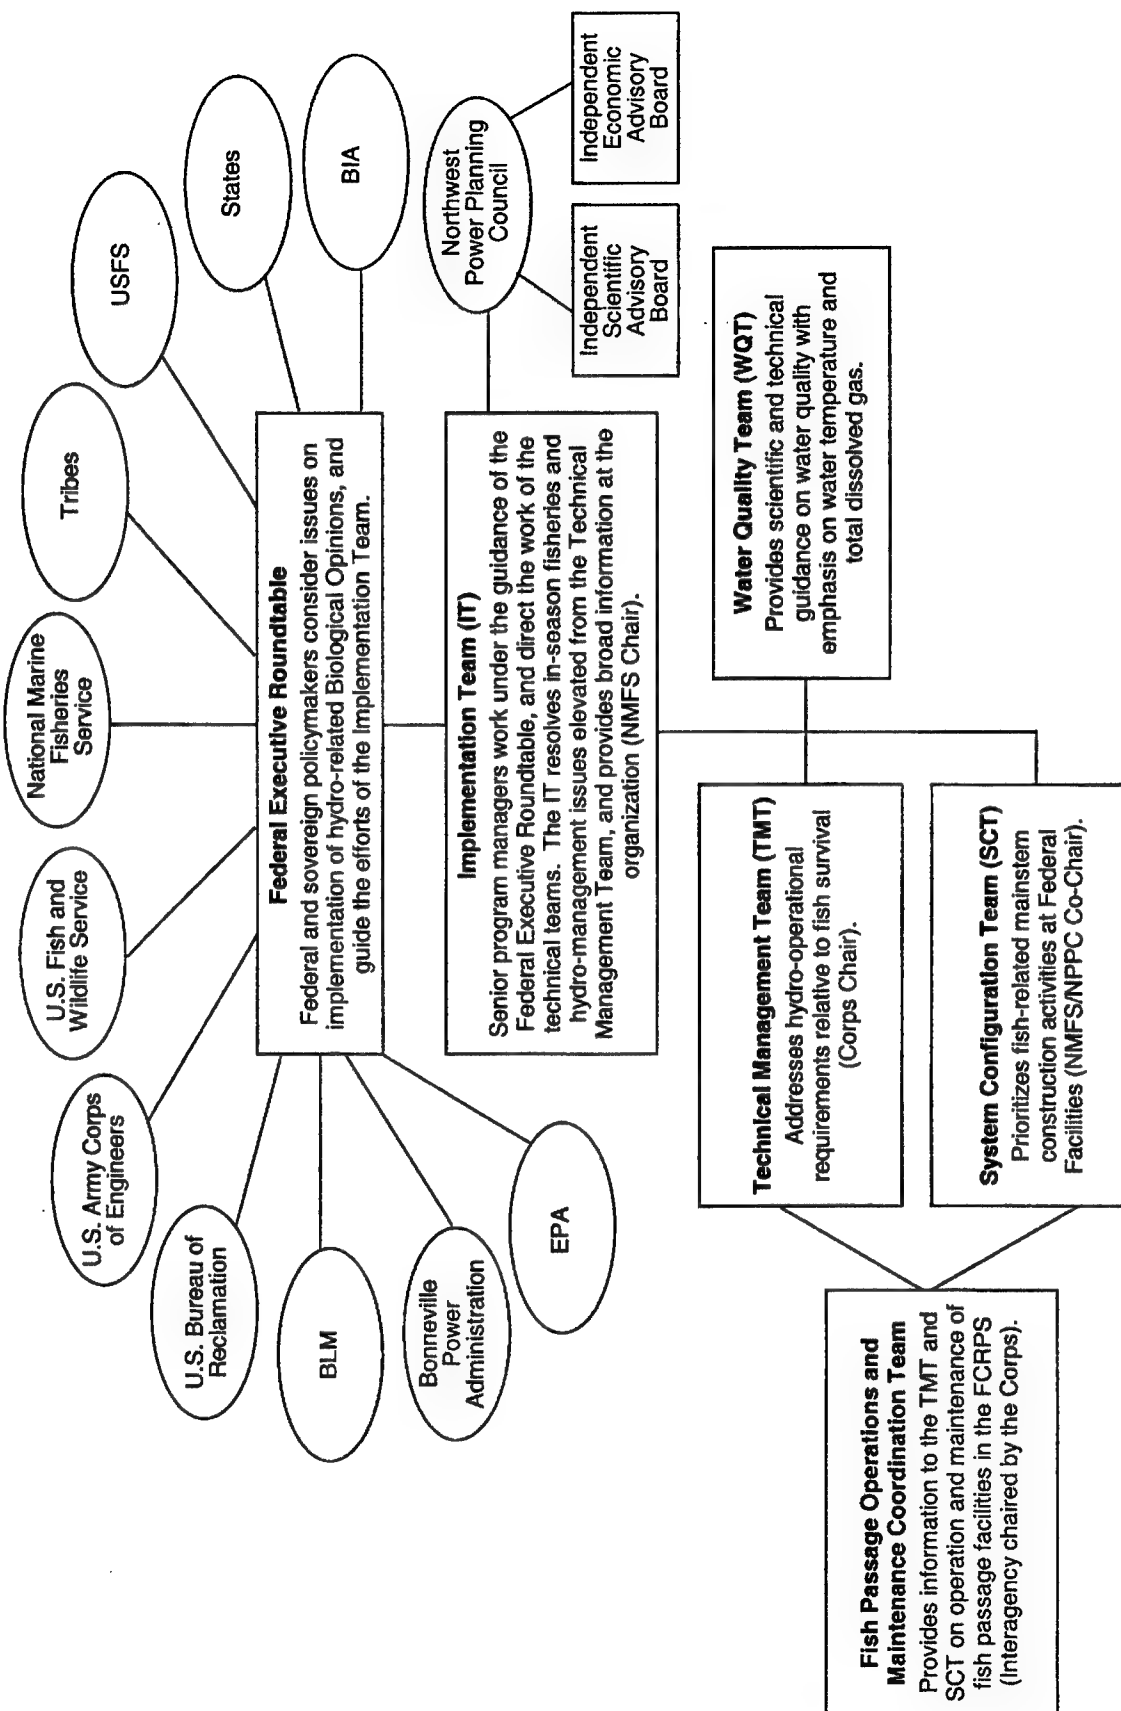 EPA
Bonneville
Power
Administration
BLM
U.S. Bureau of
Reclamation
U.S. Army Corps
of Engineers
U.S. Fish and
Wildlife Service
National Marine
Fisheries
Service
Tribes
USFS
States
BIA
Federal Executive Roundtable
Federal and sovereign policymakers consider issues on
implementation of hydro-related Biological Opinions, and
guide the efforts of the Implementation Team.
Implementation Team (IT)
Senior program managers work under the guidance of the
Federal Executive Roundtable, and direct the work of the
technical teams. The IT resolves in-season fisheries and
hydro-management issues elevated from the Technical
Management Team, and provides broad information at the
organization (NMFS Chair).
Northwest
Power Planning
Council
Independent
Scientific
Advisory
Board
Independent
Economic
Advisory
Board
Technical Management Team (TMT)
Addresses hydro-operational
requirements relative to fish survival
(Corps Chair).
Water Quality Team (WQT)
Provides scientific and technical
guidance on water quality with
emphasis on water temperature and
total dissolved gas.
System Configuration Team (SCT)
Prioritizes fish-related mainstem
construction activities at Federal
Facilities (NMFS/NPPC Co-Chair).
Fish Passage Operations and
Maintenance Coordination Team
Provides information to the TMT and
SCT on operation and maintenance of
fish passage facilities in the FCRPS
(Interagency chaired by the Corps).